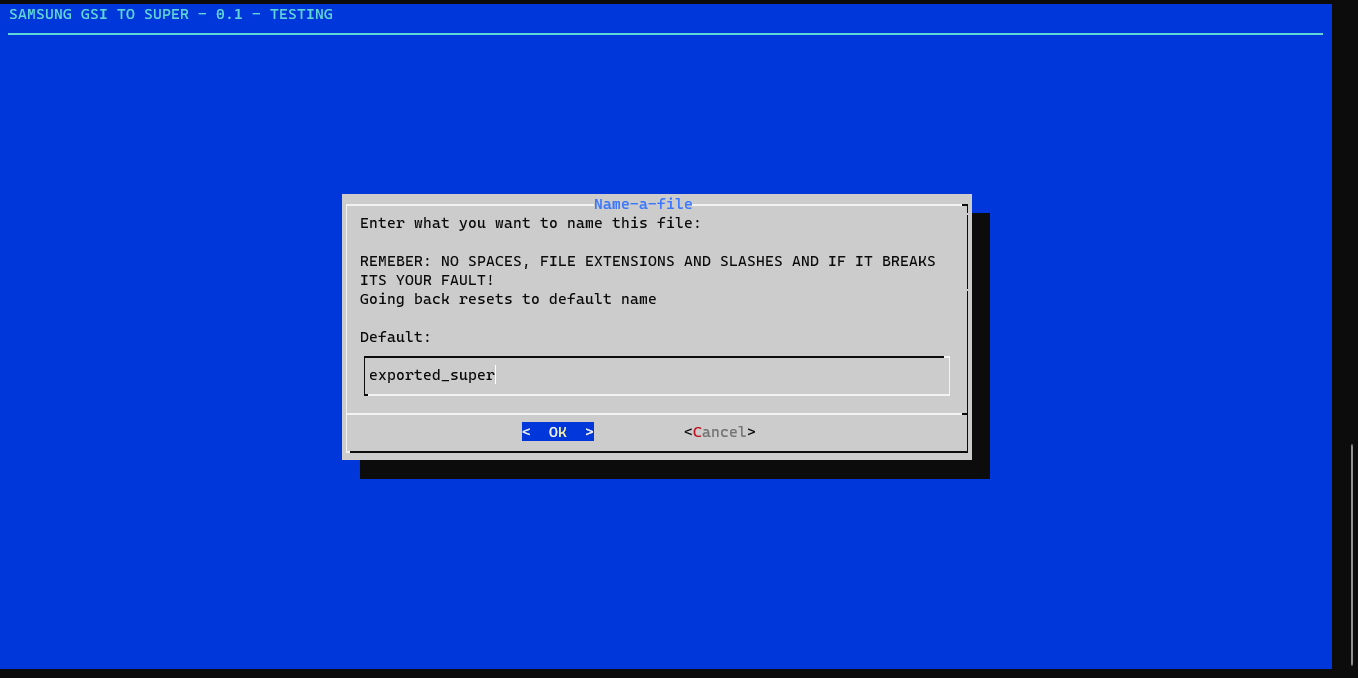 SAMSUNG GSI TO SUPER - 0.1 - TESTING
Name-a-file
Enter what you want to name this file:
REMEBER: NO SPACES, FILE EXTENSIONS AND SLASHES AND IF IT BREAKS
ITS YOUR FAULT!
Going back resets to default name
Default:
exported_super
< OK > <Cancel>